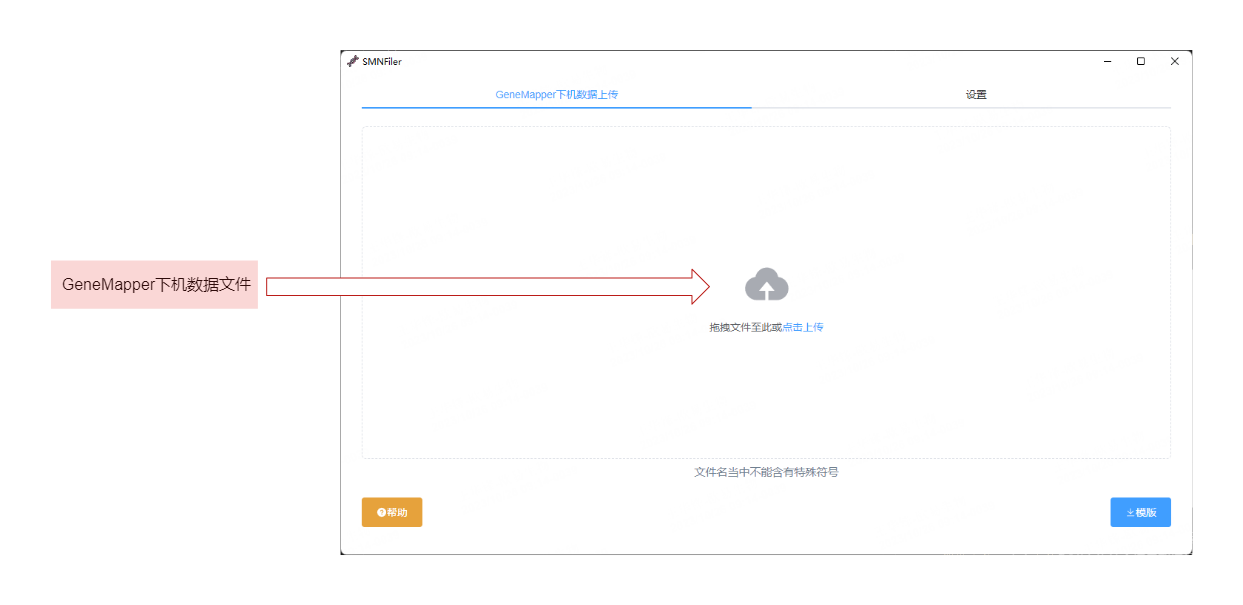 SMNFiler
GeneMapper下机数据上传
设置
GeneMapper下机数据文件
拖拽文件至此或点击上传
文件名当中不能含有特殊符号
帮助
模版